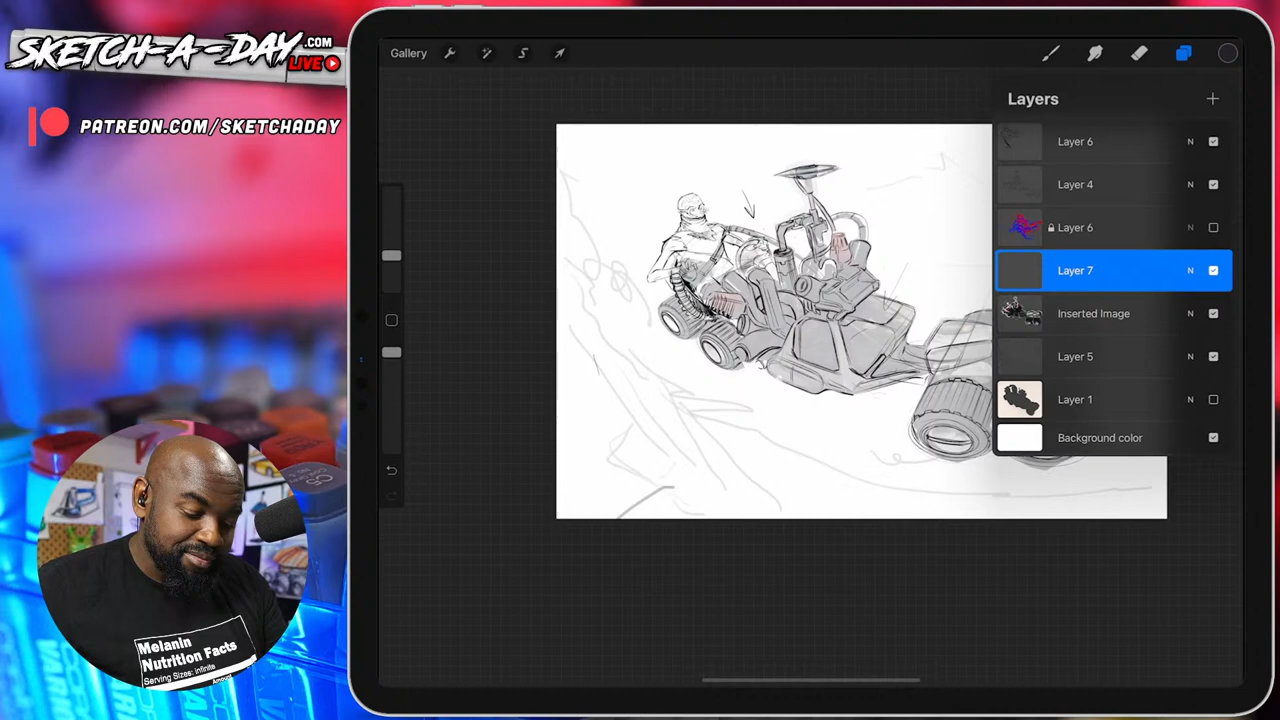 SKETCH-A-DAY.COM
LIVE
PATREON.COM/SKETCHADAY
Gallery
Layers
Layer 6 N
Layer 4 N
Layer 6 N
Layer 7 N
Inserted Image N
Layer 5 N
Layer 1 N
Background color
Melanin
Nutrition Facts
Serving Sizes: infinite
Amount